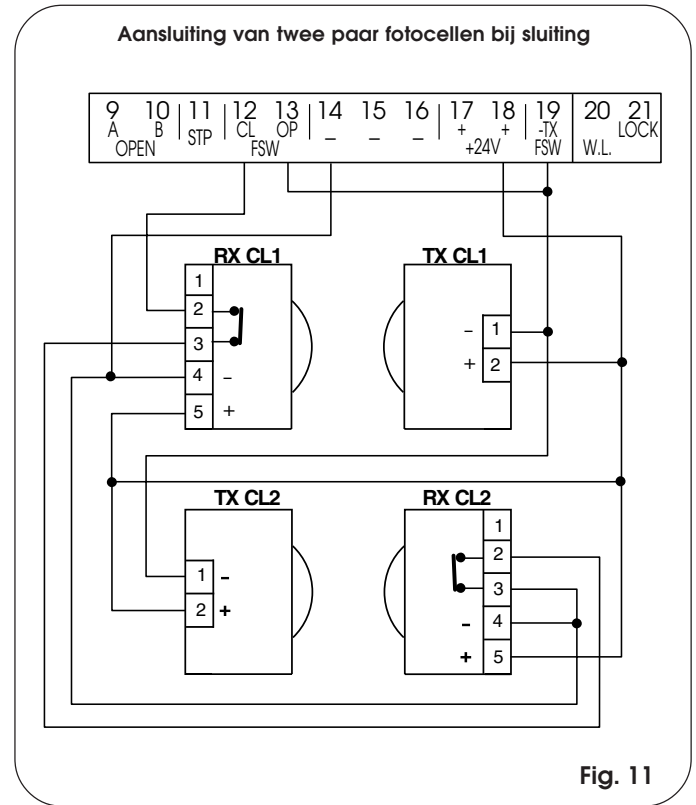 Aansluiting van twee paar fotocellen bij sluiting
9 10 11 12 13 14 15 16 17 18 19 20 21
A B STP CL OP _ _ _ + + -TX LOCK
OPEN FSW +24V FSW W.L.
RX CL1
1
2
3
4 –
5 +
TX CL1
– 1
+ 2
TX CL2
1 -
2 +
RX CL2
1
2
3
- 4
+ 5
Fig. 11